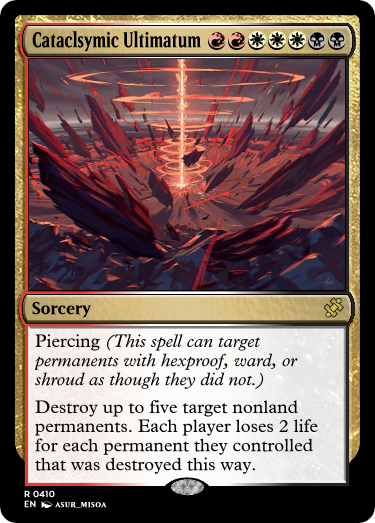 Cataclsymic Ultimatum
Sorcery
Piercing (This spell can target
permanents with hexproof, ward, or
shroud as though they did not.)
Destroy up to five target nonland
permanents. Each player loses 2 life
for each permanent they controlled
that was destroyed this way.
R 0410
EN ASUR_MISOA